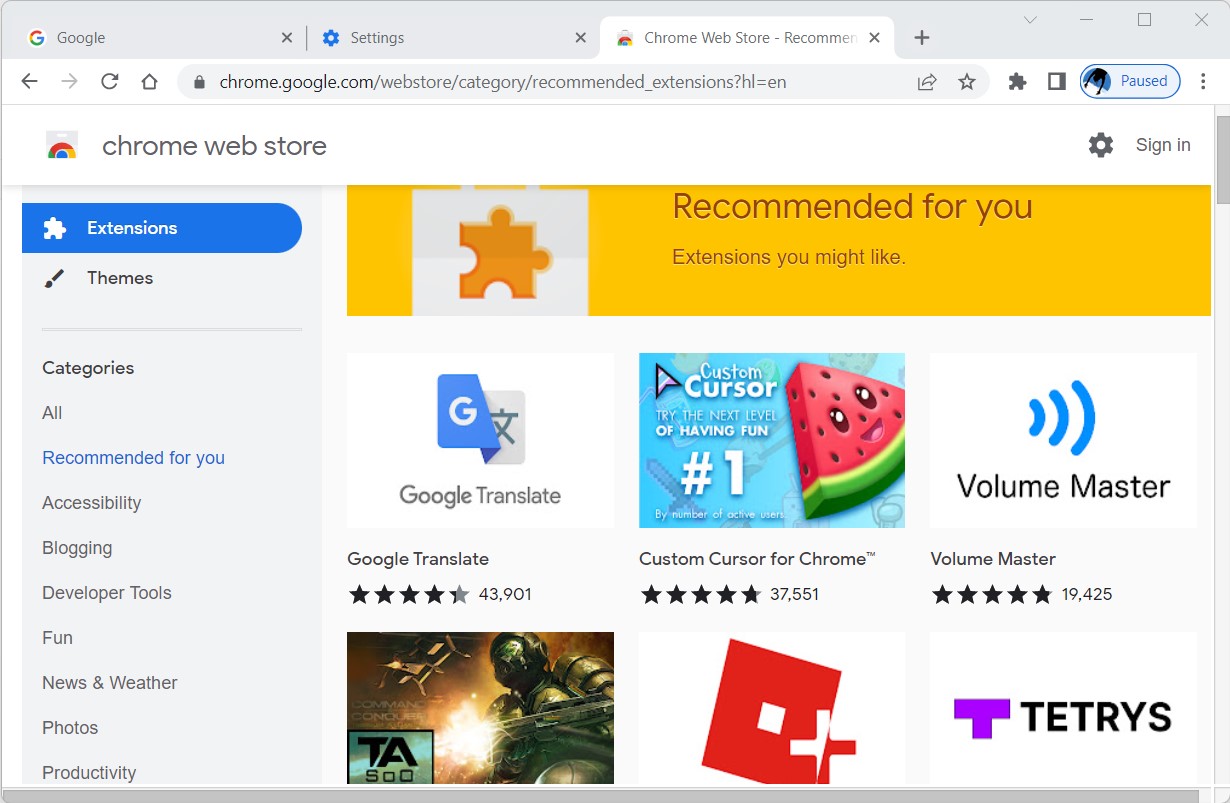 Google
Settings
Chrome Web Store - Recommen
chrome.google.com/webstore/category/recommended_extensions?hl=en
Paused
chrome web store
Sign in
Extensions
Themes
Categories
All
Recommended for you
Accessibility
Blogging
Developer Tools
Fun
News & Weather
Photos
Productivity
Recommended for you
Extensions you might like.
G
文
Google Translate
Google Translate
43,901
Custom
Cursor
TRY THE NEXT LEVEL
OF HAVING FUN
#1
By number of active users
Custom Cursor for Chrome™
37,551
Volume Master
Volume Master
19,425
COMMAND
CONQUER
TA
SOO
TETRYS